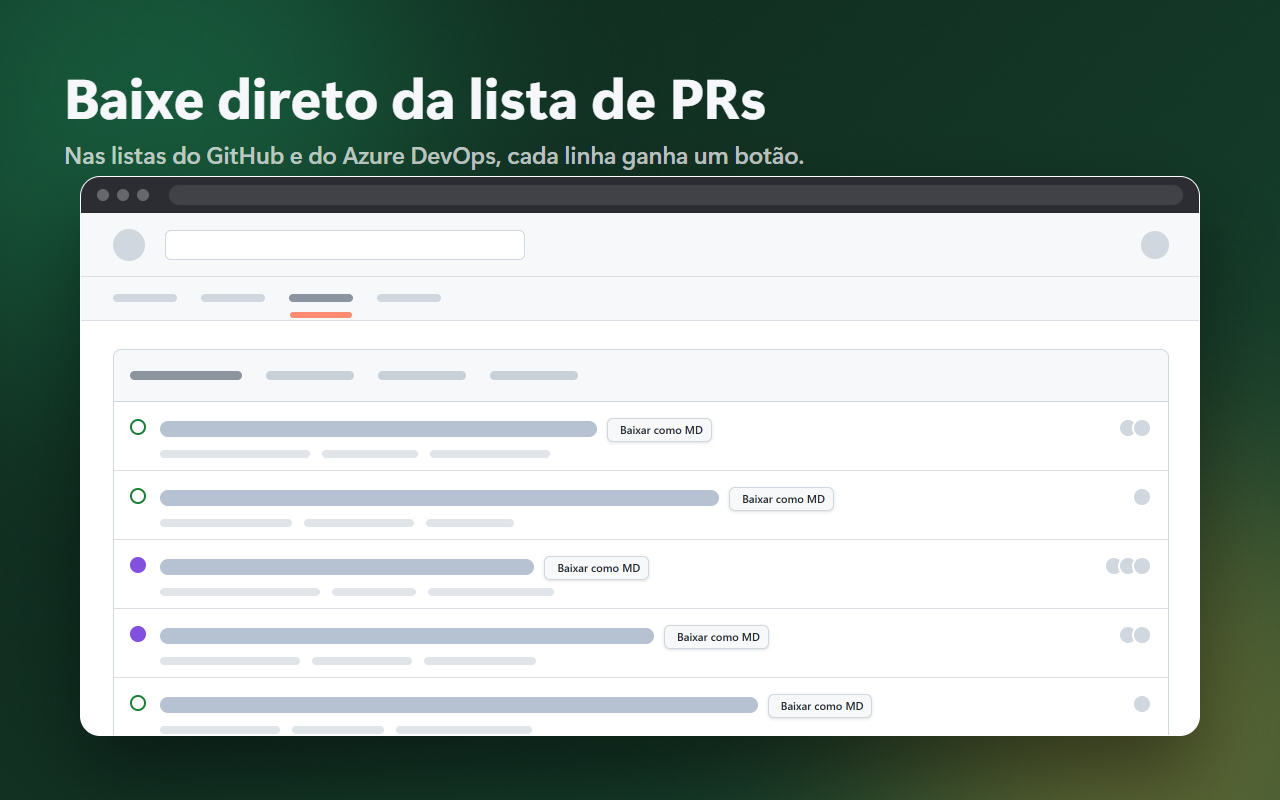 Baixe direto da lista de PRs
Nas listas do GitHub e do Azure DevOps, cada linha ganha um botão.
Baixar como MD
Baixar como MD
Baixar como MD
Baixar como MD
Baixar como MD